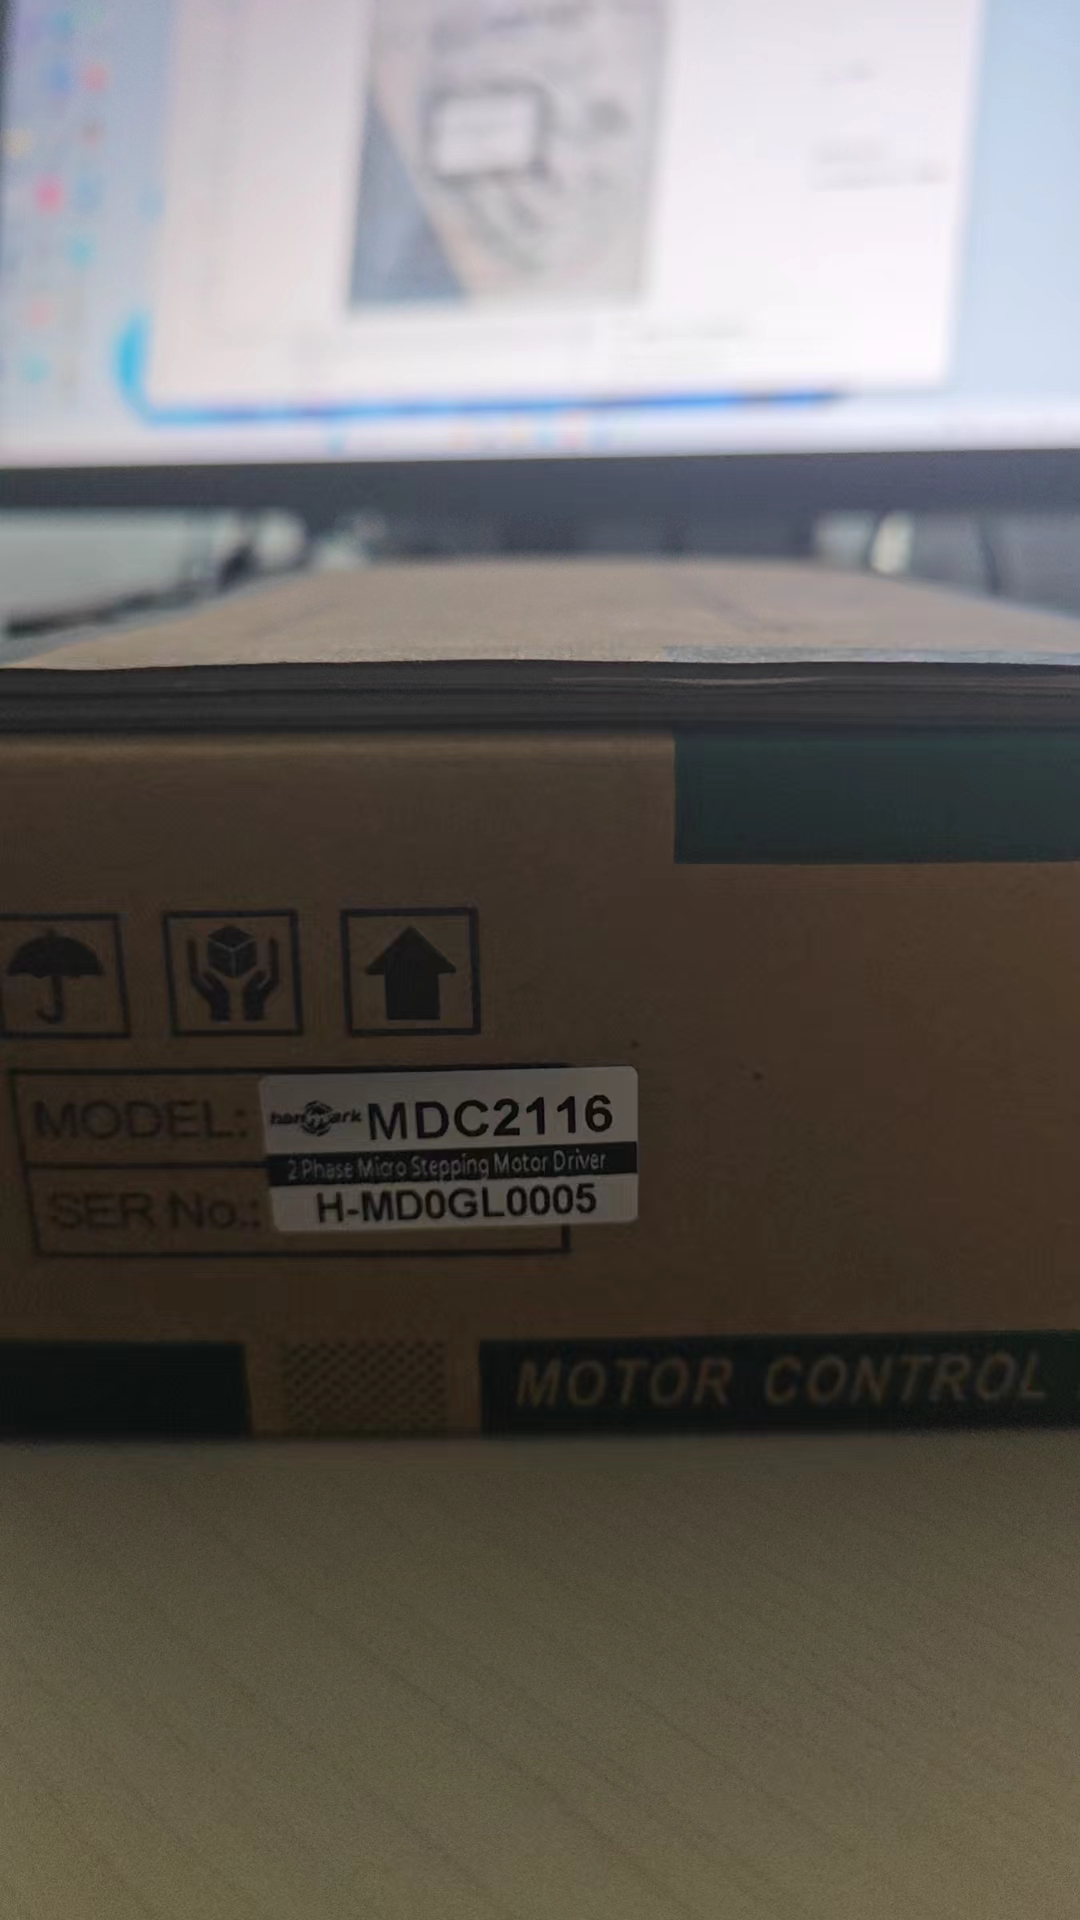 MODEL:
MDC2116
2 Phase Micro Stepping Motor Driver
SER No.:
H-MD0GL0005
MOTOR CONTROL